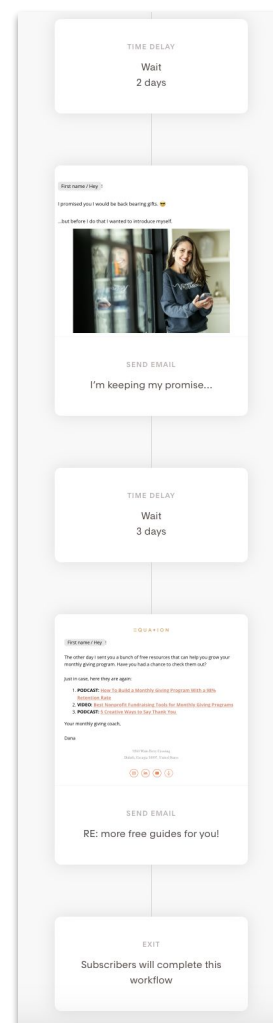 TIME DELAY
Wait
2 days
First name / Hey !
I promised you I would be back bearing gifts. 😎
...but before I do that I wanted to introduce myself.
SEND EMAIL
I'm keeping my promise...
TIME DELAY
Wait
3 days
First name / Hey !
The other day I sent you a bunch of free resources that can help you grow your
monthly giving program. Have you had a chance to check them out?
Just in case, here they are again:
1. PODCAST: How To Build a Monthly Giving Program With a 98%
Retention Rate
2. VIDEO: Best Nonprofit Fundraising Tools for Monthly Giving Programs
3. PODCAST: 5 Creative Ways to Say Thank You
Your monthly giving coach,
Dana
SEND EMAIL
RE: more free guides for you!
EXIT
Subscribers will complete this
workflow